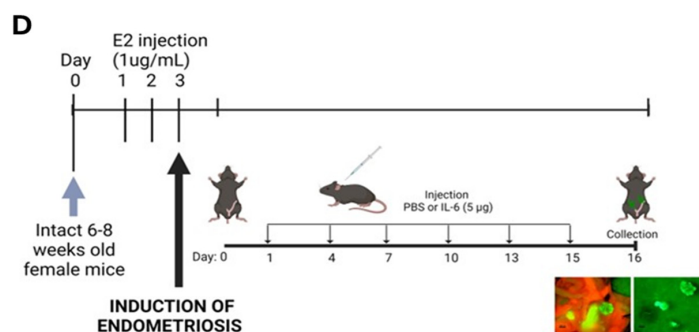 D
E2 injection
Day (1ug/mL)
0 1 2 3
Intact 6-8
weeks old
female mice
INDUCTION OF
ENDOMETRIOSIS
Injection
PBS or IL-6 (5 µg)
Collection
Day: 0 1 4 7 10 13 15 16